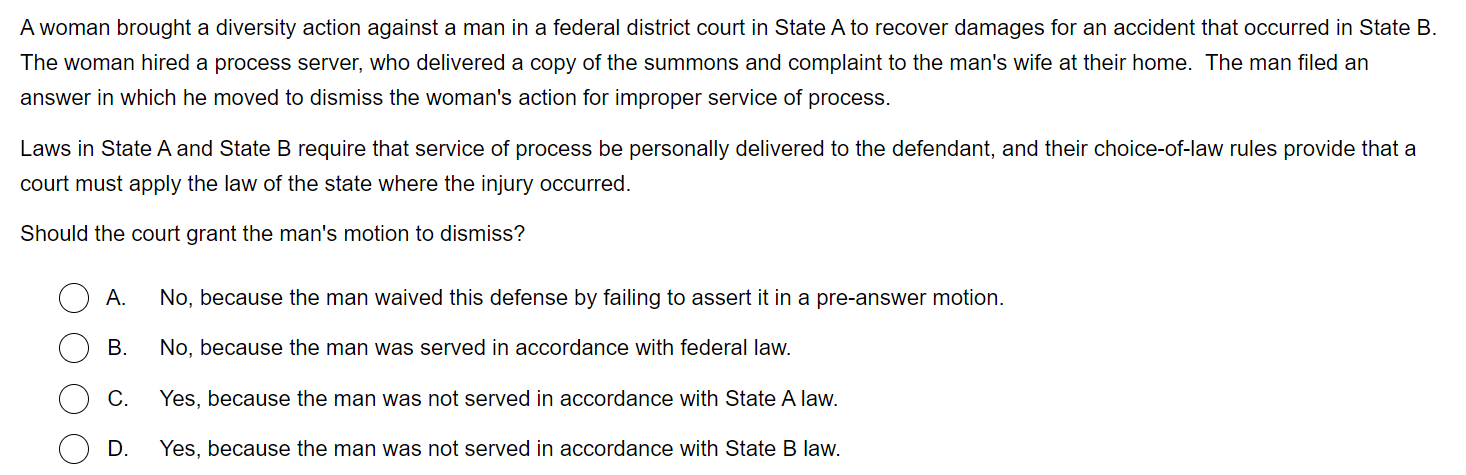 A woman brought a diversity action against a man in a federal district court in State A to recover damages for an accident that occurred in State B.
The woman hired a process server, who delivered a copy of the summons and complaint to the man's wife at their home.  The man filed an
answer in which he moved to dismiss the woman's action for improper service of process.
Laws in State A and State B require that service of process be personally delivered to the defendant, and their choice-of-law rules provide that a
court must apply the law of the state where the injury occurred.
Should the court grant the man's motion to dismiss?
A. No, because the man waived this defense by failing to assert it in a pre-answer motion.
B. No, because the man was served in accordance with federal law.
C. Yes, because the man was not served in accordance with State A law.
D. Yes, because the man was not served in accordance with State B law.